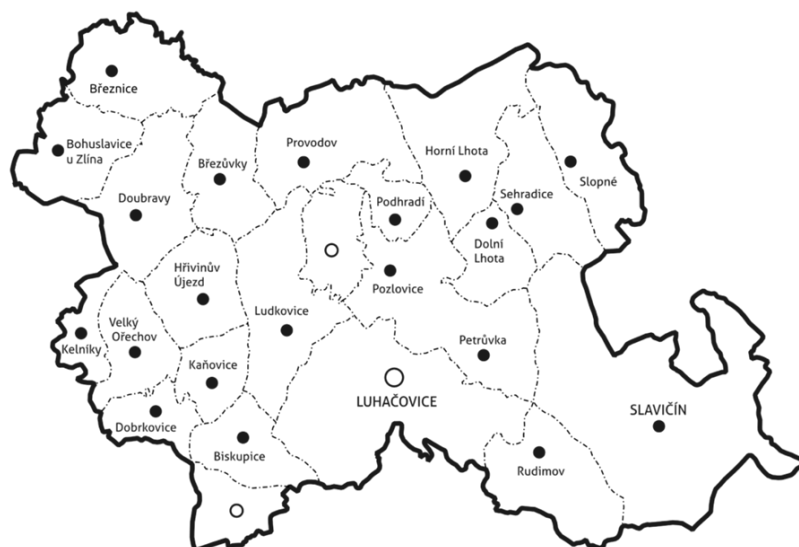 Březnice
Bohuslavice
u Zlína
Doubravy
Březůvky
Provodov
Horní Lhota
Slopné
Sehradice
Podhradí
Dolní
Lhota
Hřivinův
Újezd
Pozlovice
Ludkovice
Velký
Ořechov
Kelníky
Petrůvka
Kaňovice
LUHAČOVICE
SLAVIČÍN
Dobrkovice
Biskupice
Rudimov